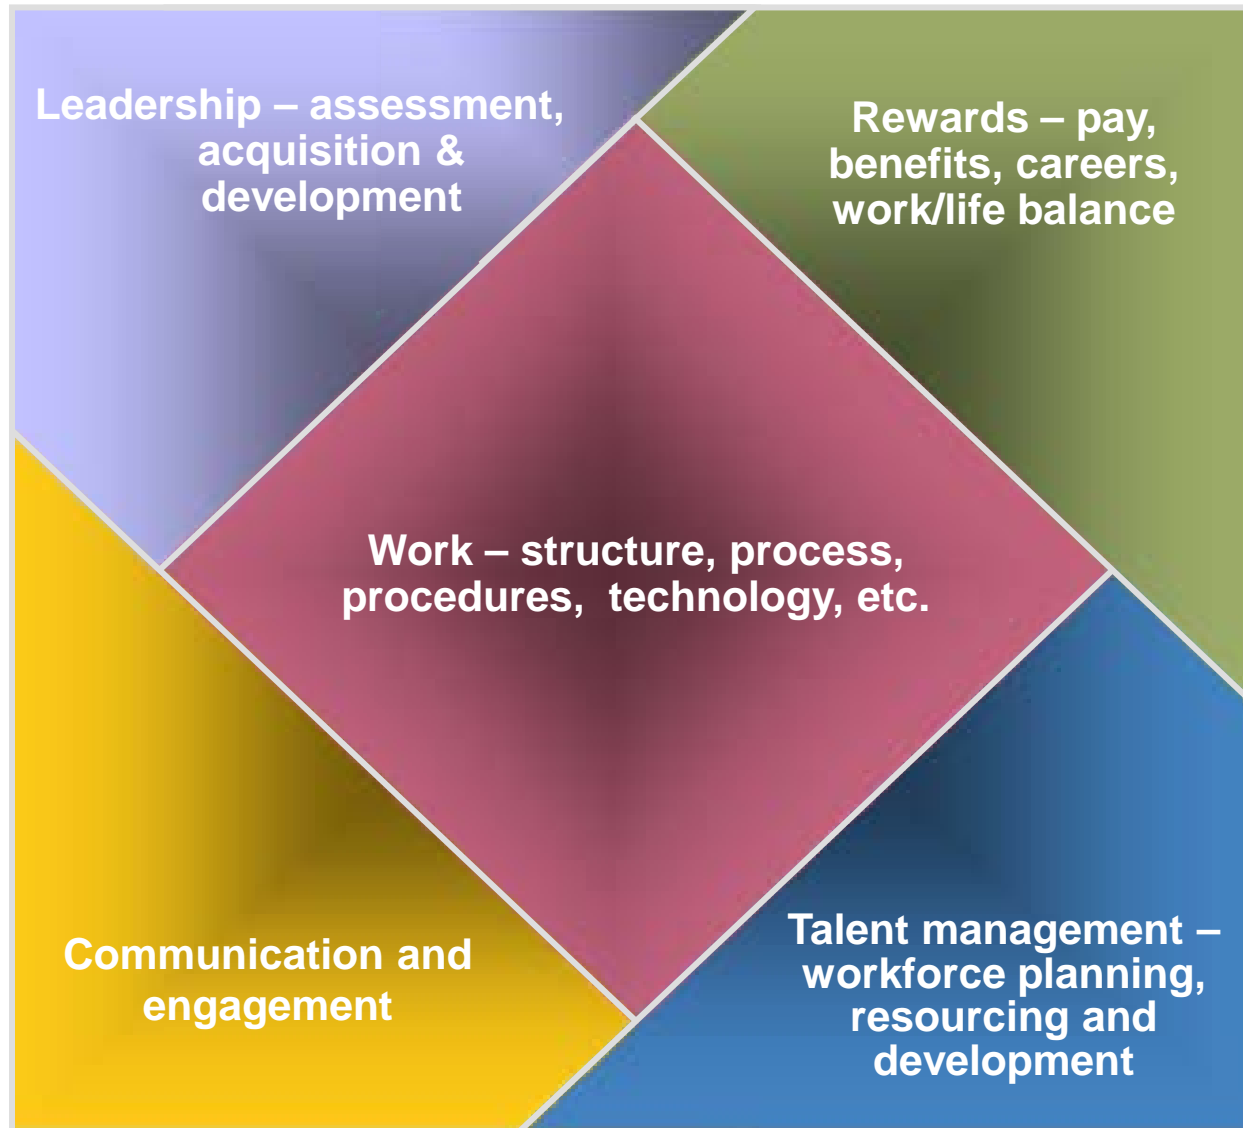 Leadership – assessment,
acquisition &
development
Rewards – pay,
benefits, careers,
work/life balance
Work – structure, process,
procedures,  technology, etc.
Communication and
engagement
Talent management –
workforce planning,
resourcing and
development